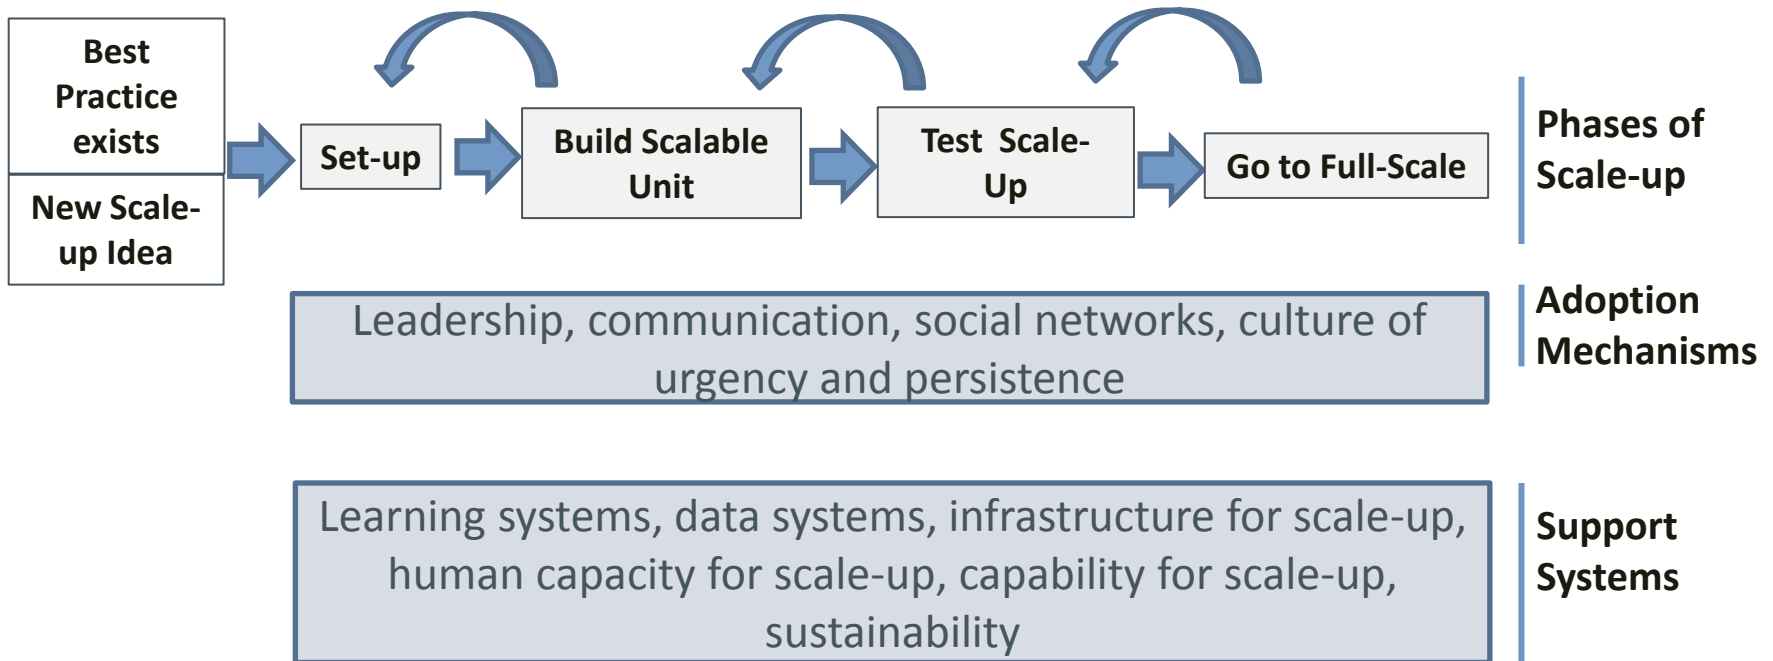 Best
Practice
exists
New Scale-
up Idea
Set-up
Build Scalable
Unit
Test Scale-
Up
Go to Full-Scale
Phases of
Scale-up
Leadership, communication, social networks, culture of
urgency and persistence
Adoption
Mechanisms
Learning systems, data systems, infrastructure for scale-up,
human capacity for scale-up, capability for scale-up,
sustainability
Support
Systems